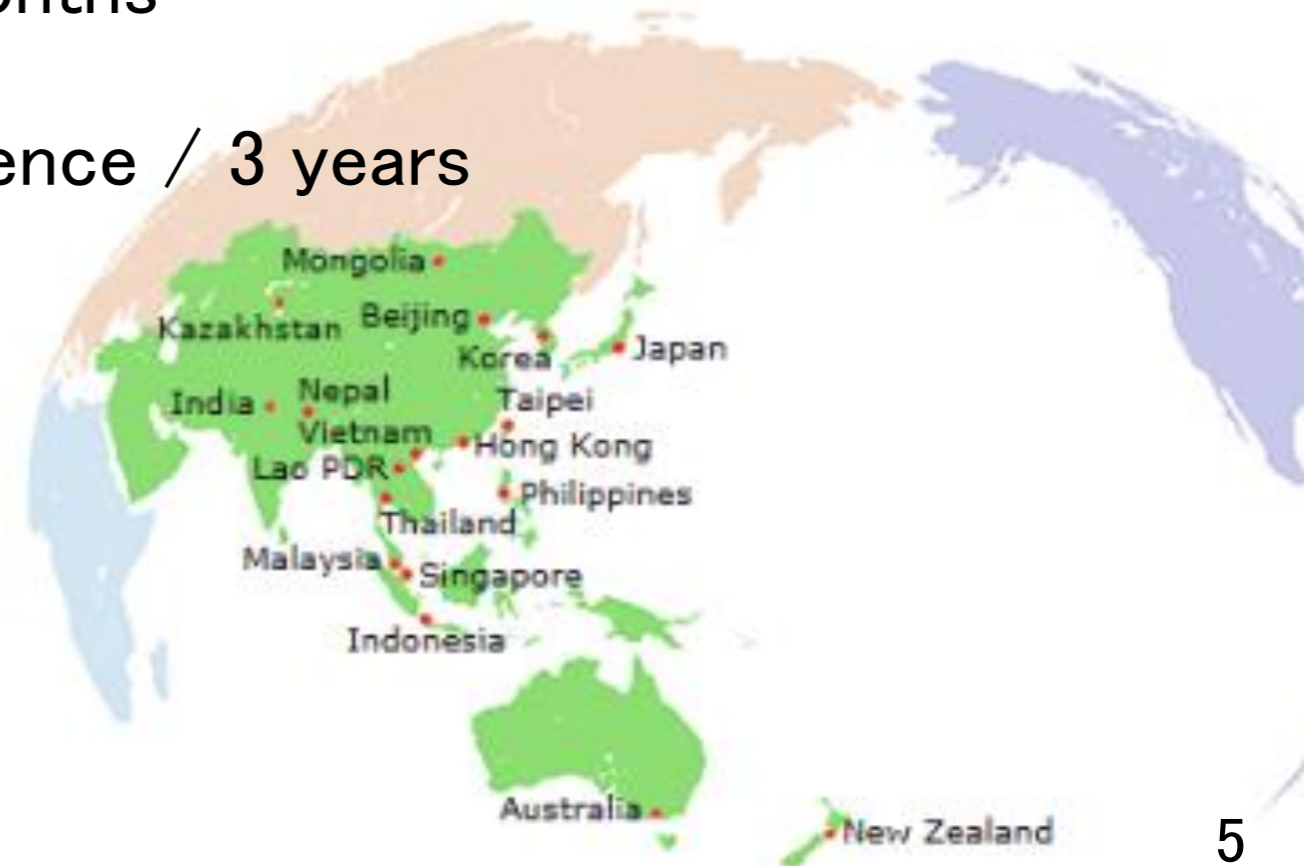 onths
ence / 3 years
Mongolia
Kazakhstan
Beijing
Korea
Japan
India
Nepal
Taipei
Vietnam
Hong Kong
Lao PDR
Philippines
Thailand
Malaysia
Singapore
Indonesia
Australia
New Zealand
5